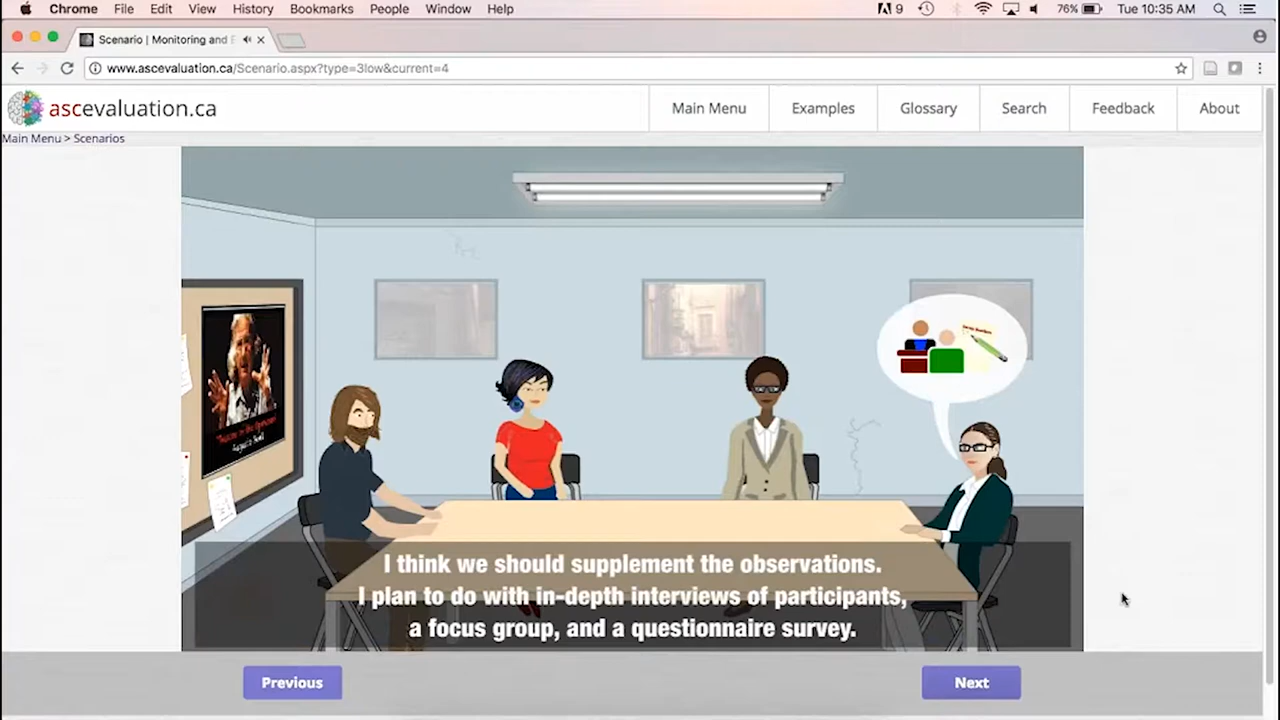 Chrome File Edit View History Bookmarks People Window Help 9 76% Tue 10:35 AM
Scenario | Monitoring and
www.ascevaluation.ca/Scenario.aspx?type=3low&current=4
ascevaluation.ca Main Menu Examples Glossary Search Feedback About
Main Menu > Scenarios
I think we should supplement the observations.
I plan to do with in-depth interviews of participants,
a focus group, and a questionnaire survey.
Previous Next